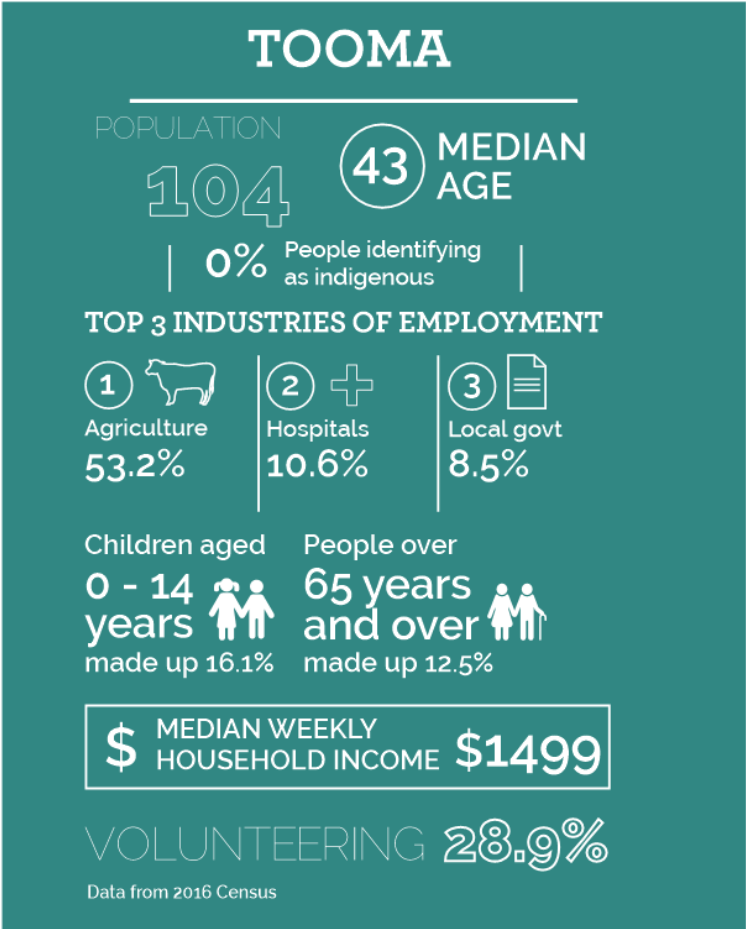 TOOMA
POPULATION
104
43 MEDIAN
AGE
0% People identifying
as indigenous
TOP 3 INDUSTRIES OF EMPLOYMENT
1
Agriculture
53.2%
2
Hospitals
10.6%
3
Local govt
8.5%
Children aged
0 - 14
years
made up 16.1%
People over
65 years
and over
made up 12.5%
$ MEDIAN WEEKLY
HOUSEHOLD INCOME $1499
VOLUNTEERING 28.9%
Data from 2016 Census